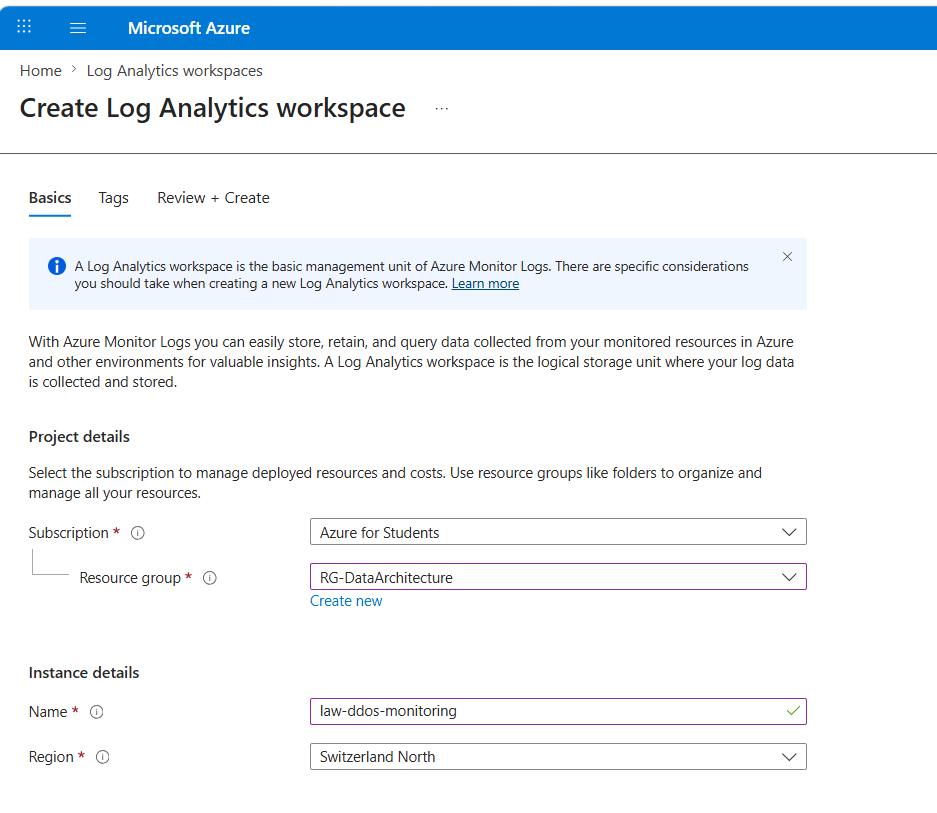 Microsoft Azure
Home > Log Analytics workspaces
Create Log Analytics workspace ...
Basics Tags Review + Create
A Log Analytics workspace is the basic management unit of Azure Monitor Logs. There are specific considerations
you should take when creating a new Log Analytics workspace. Learn more
With Azure Monitor Logs you can easily store, retain, and query data collected from your monitored resources in Azure
and other environments for valuable insights. A Log Analytics workspace is the logical storage unit where your log data
is collected and stored.
Project details
Select the subscription to manage deployed resources and costs. Use resource groups like folders to organize and
manage all your resources.
Subscription * Azure for Students
Resource group * RG-DataArchitecture
Create new
Instance details
Name * law-ddos-monitoring
Region * Switzerland North